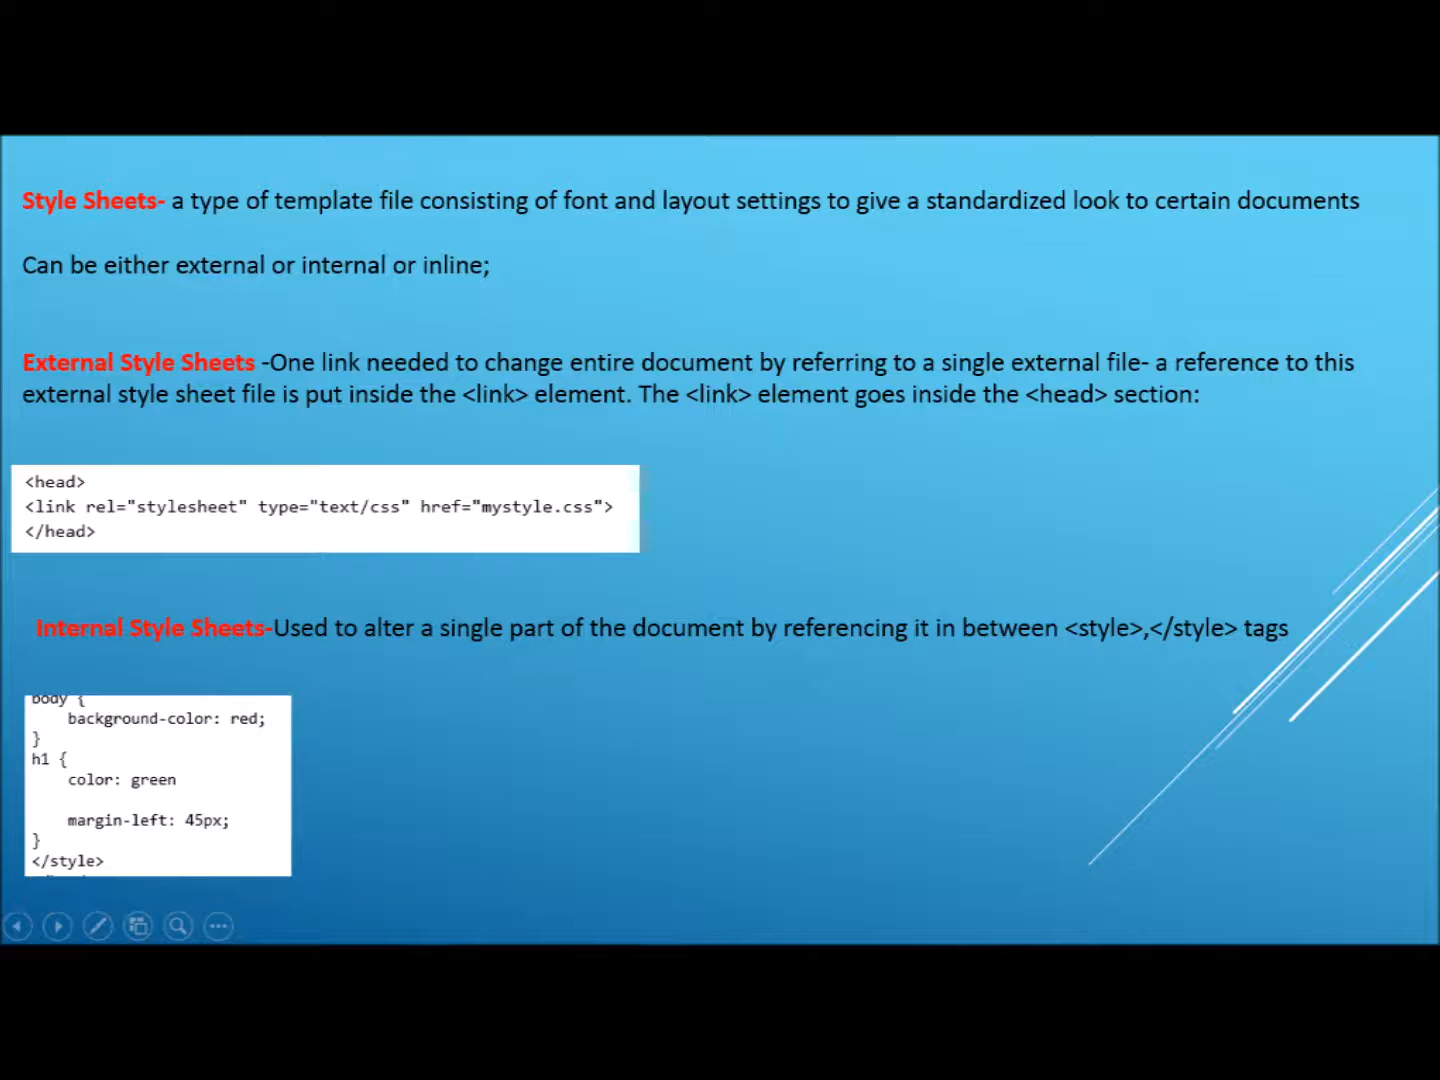 Style Sheets- a type of template file consisting of font and layout settings to give a standardized look to certain documents
Can be either external or internal or inline;
External Style Sheets -One link needed to change entire document by referring to a single external file- a reference to this
external style sheet file is put inside the <link> element. The <link> element goes inside the <head> section:
<head>
<link rel="stylesheet" type="text/css" href="mystyle.css">
</head>
Internal Style Sheets-Used to alter a single part of the document by referencing it in between <style>,</style> tags
body {
background-color: red;
}
h1 {
color: green
margin-left: 45px;
}
</style>